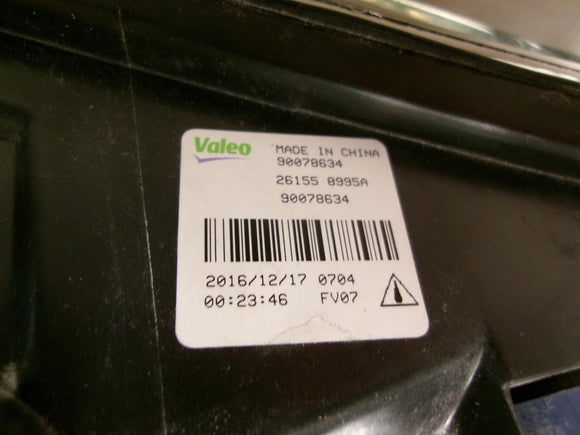 Valeo MADE IN CHINA
90078634
26155 8995A
90078634
2016/12/17 0704
00:23:46 FV07